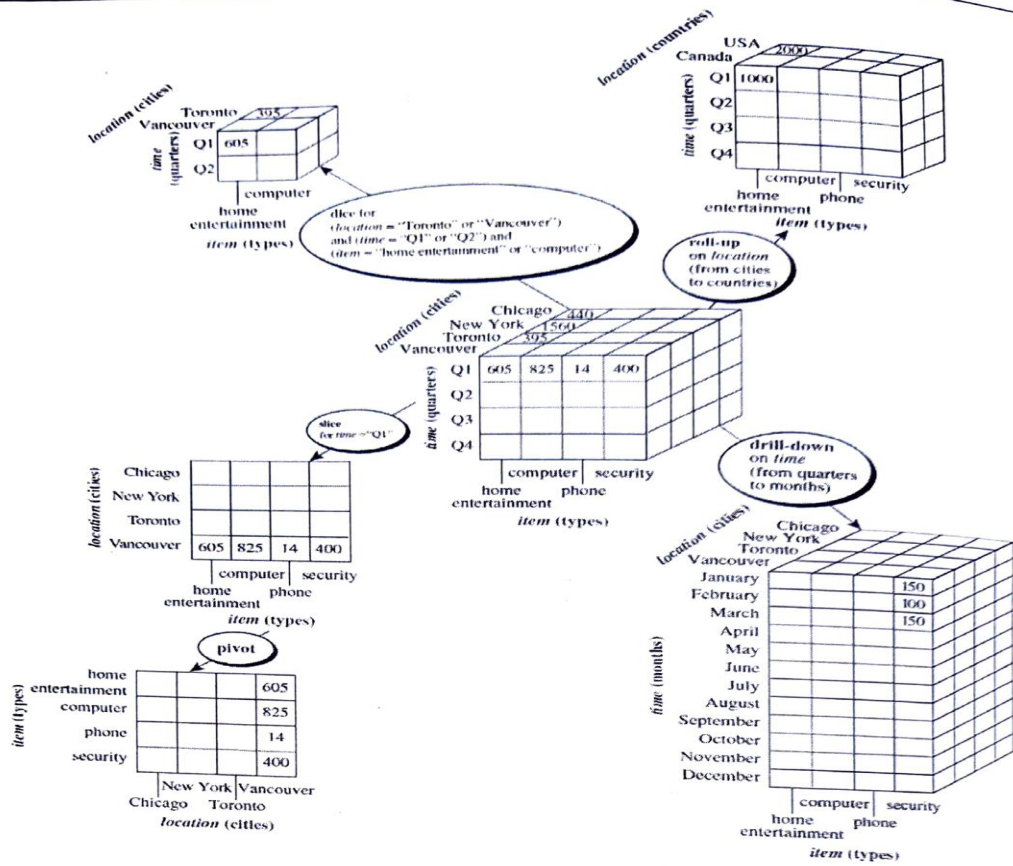 location (countries)
USA
Canada
2000
Q1 1000
Q2
Q3
Q4
time (quarters)
computer security
home phone
entertainment
item (types)
location (cities)
Toronto 395
Vancouver
Q1 605
Q2
time
(quarters)
computer
home
entertainment
item (types)
dice for
(location = "Toronto" or "Vancouver")
and (time = "Q1" or "Q2") and
(item = "home entertainment" or "computer")
roll-up
on location
(from cities
to countries)
location (cities)
Chicago 440
New York 1560
Toronto 395
Vancouver
Q1 605 825 14 400
Q2
Q3
Q4
time (quarters)
computer security
home phone
entertainment
item (types)
slice
for time = "Q1"
drill-down
on time
(from quarters
to months)
Chicago
New York
Toronto
Vancouver 605 825 14 400
location (cities)
computer security
home phone
entertainment
item (types)
pivot
home
entertainment 605
computer 825
phone 14
security 400
item (types)
New York Vancouver
Chicago Toronto
location (cities)
location (cities)
Chicago
New York
Toronto
Vancouver
January 150
February 100
March 150
April
May
June
July
August
September
October
November
December
time (months)
computer security
home phone
entertainment
item (types)